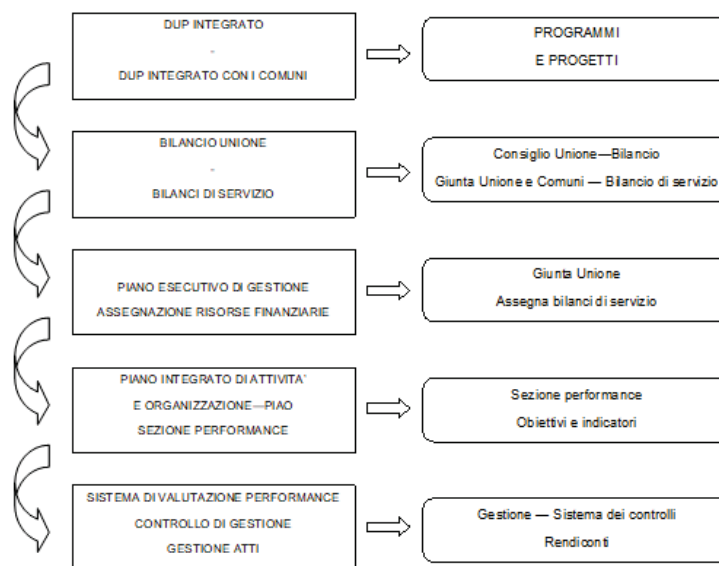 DUP INTEGRATO
-
DUP INTEGRATO CON I COMUNI
PROGRAMMI
E PROGETTI
BILANCIO UNIONE
-
BILANCI DI SERVIZIO
Consiglio Unione—Bilancio
Giunta Unione e Comuni — Bilancio di servizio
PIANO ESECUTIVO DI GESTIONE
ASSEGNAZIONE RISORSE FINANZIARIE
Giunta Unione
Assegna bilanci di servizio
PIANO INTEGRATO DI ATTIVITA`
E ORGANIZZAZIONE—PIAO
SEZIONE PERFORMANCE
Sezione performance
Obiettivi e indicatori
SISTEMA DI VALUTAZIONE PERFORMANCE
CONTROLLO DI GESTIONE
GESTIONE ATTI
Gestione — Sistema dei controlli
Rendiconti